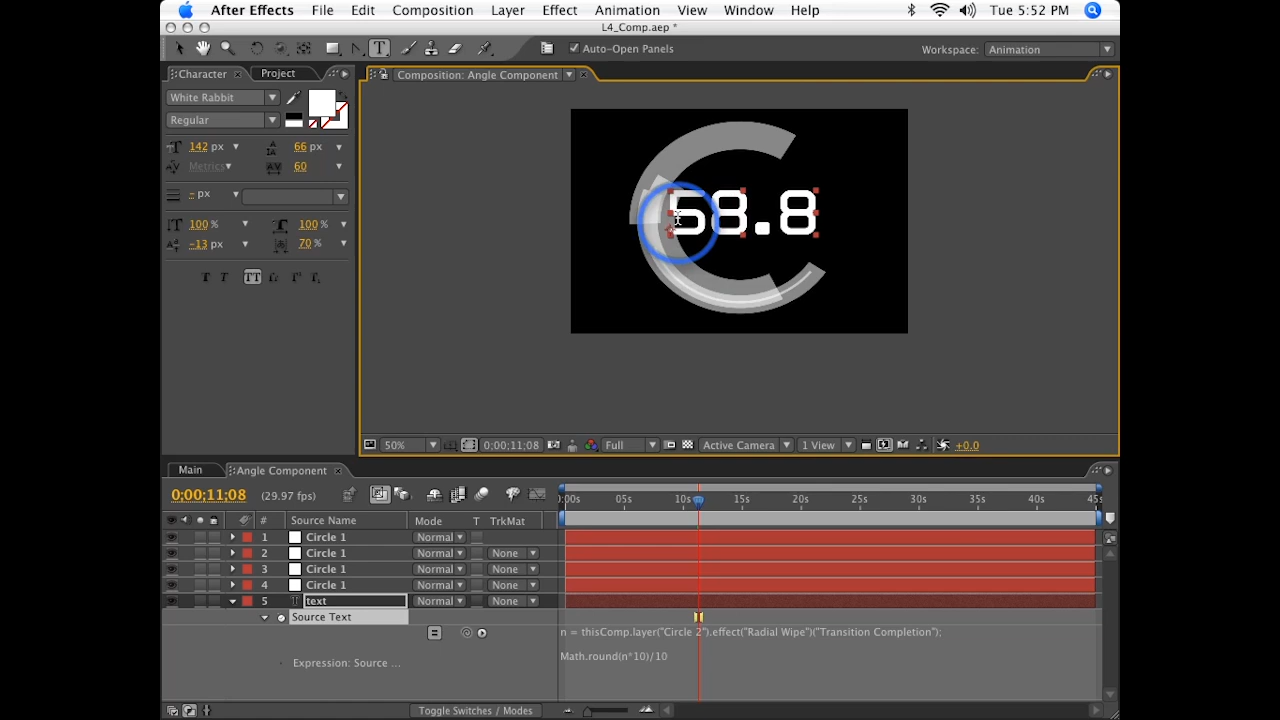 After Effects File Edit Composition Layer Effect Animation View Window Help Tue 5:52 PM
L4_Comp.aep *
T Auto-Open Panels Workspace: Animation
Character Project Composition: Angle Component
White Rabbit
Regular
142 px 66 px
Metrics 60
- px
100 % 100 %
-13 px 70 %
T T TT Tr T' T,
58.8
50% 0:00:11:08 Full Active Camera 1 View +0.0
Main Angle Component
0:00:11:08 (29.97 fps) :00s 05s 10s 15s 20s 25s 30s 35s 40s 45s
# Source Name Mode T TrkMat
1 Circle 1 Normal
2 Circle 1 Normal None
3 Circle 1 Normal None
4 Circle 1 Normal None
5 T text Normal None
Source Text
n = thisComp.layer("Circle 2").effect("Radial Wipe")("Transition Completion");
Math.round(n*10)/10
Expression: Source ...
Toggle Switches / Modes